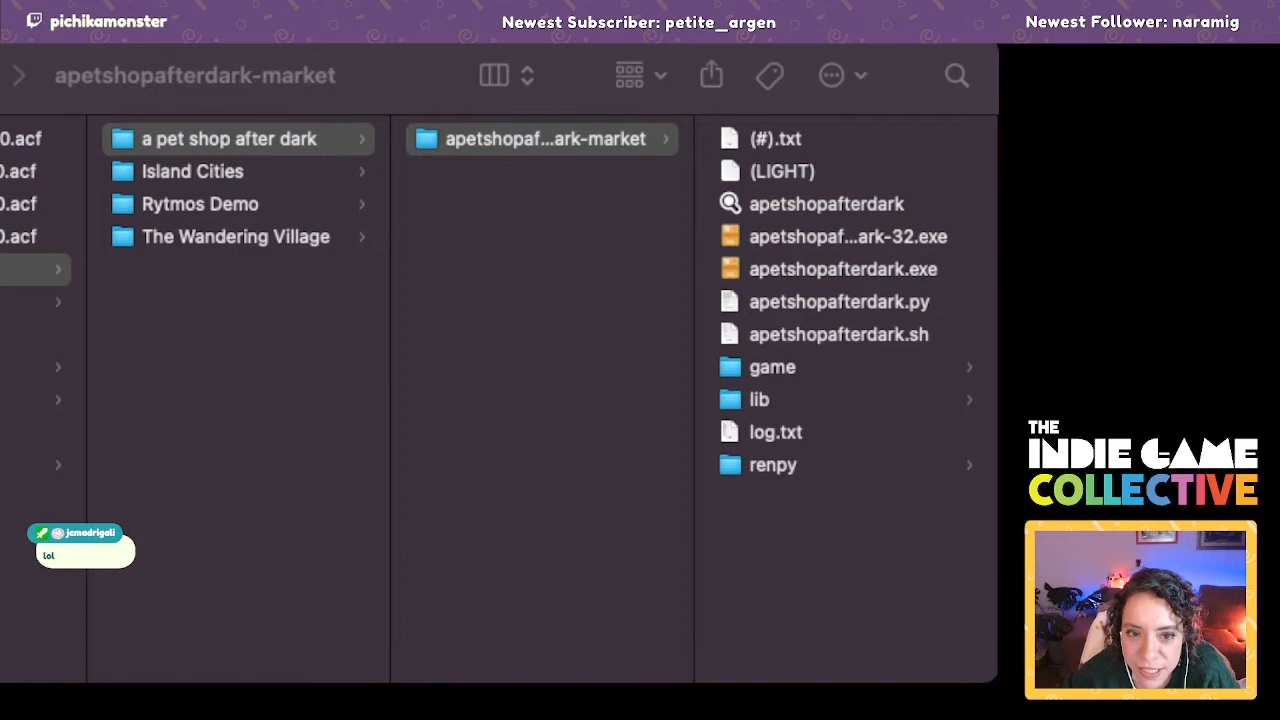 pichikamonster
Newest Subscriber: petite_argen
Newest Follower: naramig
apetshopafterdark-market
0.acf
0.acf
0.acf
0.acf
a pet shop after dark
Island Cities
Rytmos Demo
The Wandering Village
apetshopaf...ark-market
(#).txt
(LIGHT)
apetshopafterdark
apetshopaf...ark-32.exe
apetshopafterdark.exe
apetshopafterdark.py
apetshopafterdark.sh
game
lib
log.txt
renpy
jcmadrigali
lol
THE
INDIE GAME
COLLECTIVE